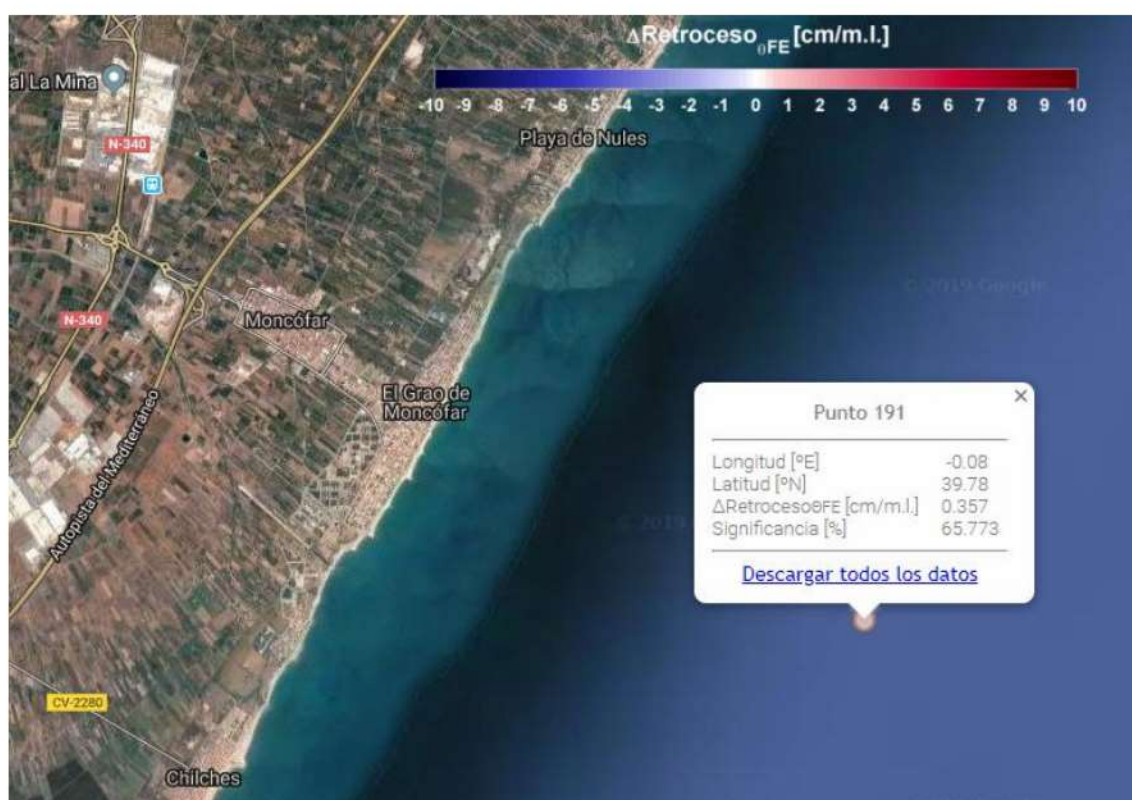 ΔRetroceso θFE [cm/m.l.]
-10 -9 -8 -7 -6 -5 -4 -3 -2 -1 0 1 2 3 4 5 6 7 8 9 10
al La Mina
N-340
Playa de Nules
© 2019 Google
N-340
Moncófar
El Grao de
Moncófar
Autopista del Mediterráneo
×
Punto 191
Longitud [ºE] -0.08
Latitud [ºN] 39.78
ΔRetrocesoθFE [cm/m.l.] 0.357
Significancia [%] 65.773
© 2019
Descargar todos los datos
CV-2280
Chilches